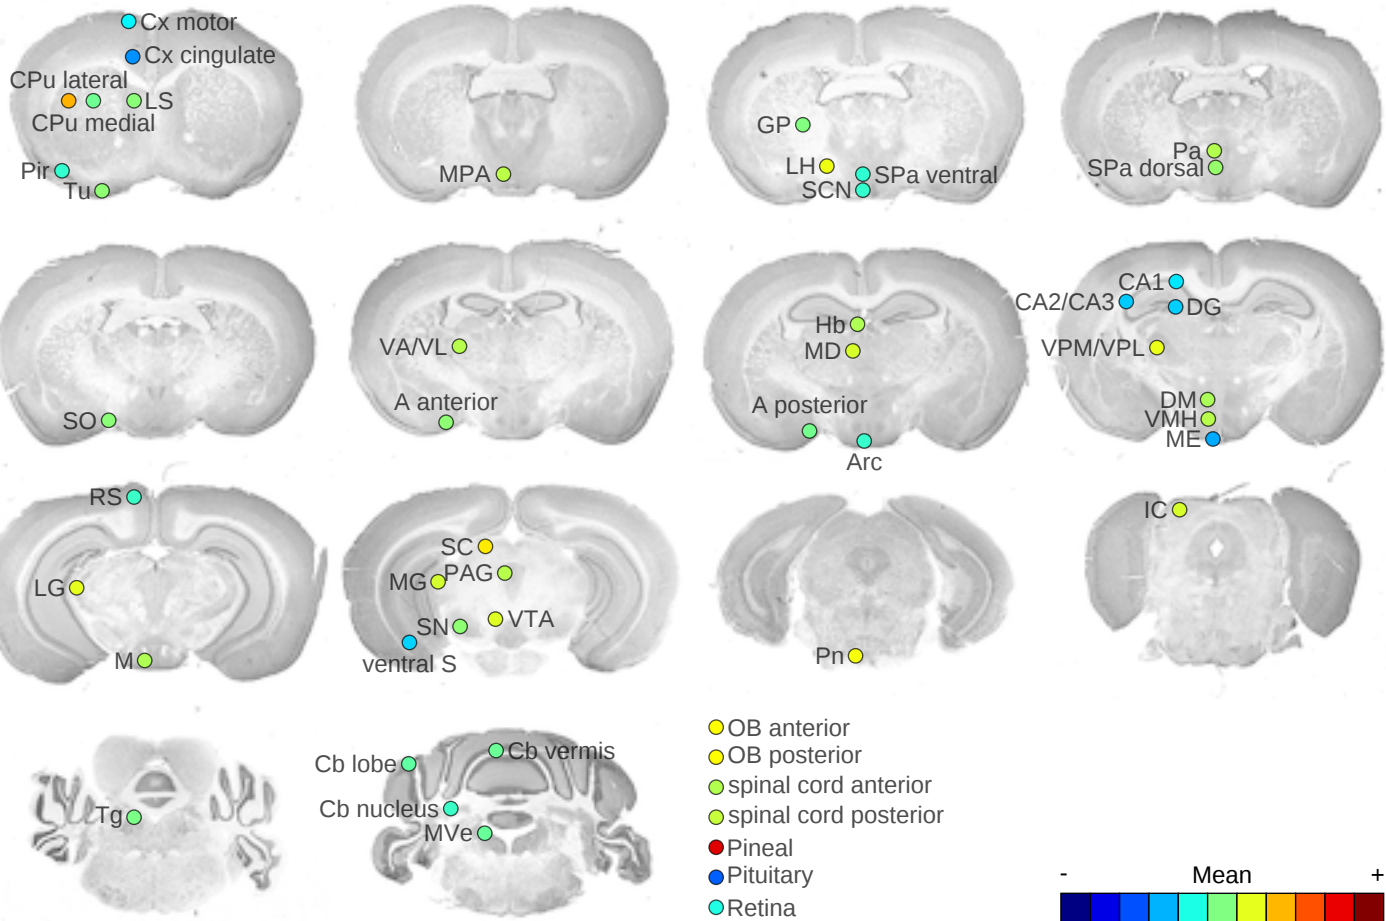 Cx motor
Cx cingulate
CPu lateral
LS
CPu medial
Pir
Tu
MPA
GP
LH
SPa ventral
SCN
Pa
SPa dorsal
SO
VA/VL
A anterior
Hb
MD
A posterior
Arc
CA1
CA2/CA3
DG
VPM/VPL
DM
VMH
ME
RS
LG
M
SC
MG
PAG
SN
VTA
ventral S
Pn
IC
Tg
Cb lobe
Cb vermis
Cb nucleus
MVe
OB anterior
OB posterior
spinal cord anterior
spinal cord posterior
Pineal
Pituitary
Retina
- Mean +